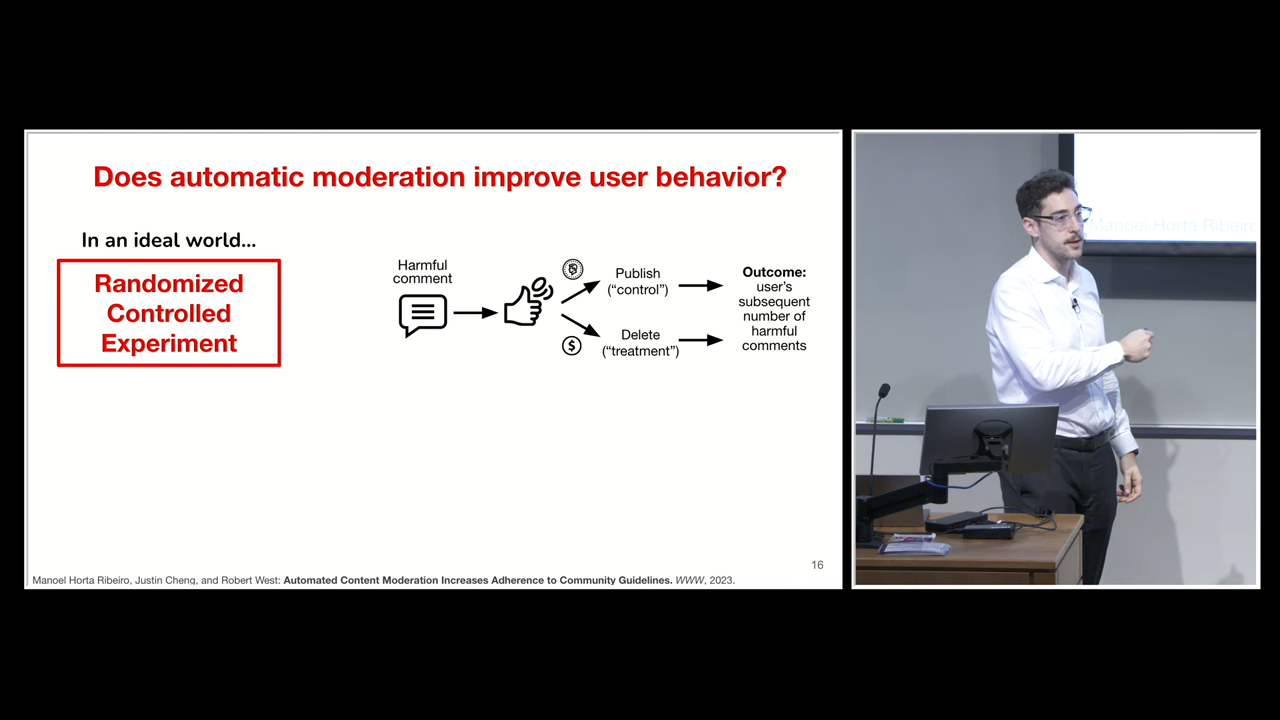 Does automatic moderation improve user behavior?
In an ideal world...
Randomized
Controlled
Experiment
Harmful
comment
Publish
(“control”)
$
Delete
(“treatment”)
Outcome:
user’s
subsequent
number of
harmful
comments
16
Manoel Horta Ribeiro, Justin Cheng, and Robert West: Automated Content Moderation Increases Adherence to Community Guidelines. WWW, 2023.
Manoel Horta Ribeiro